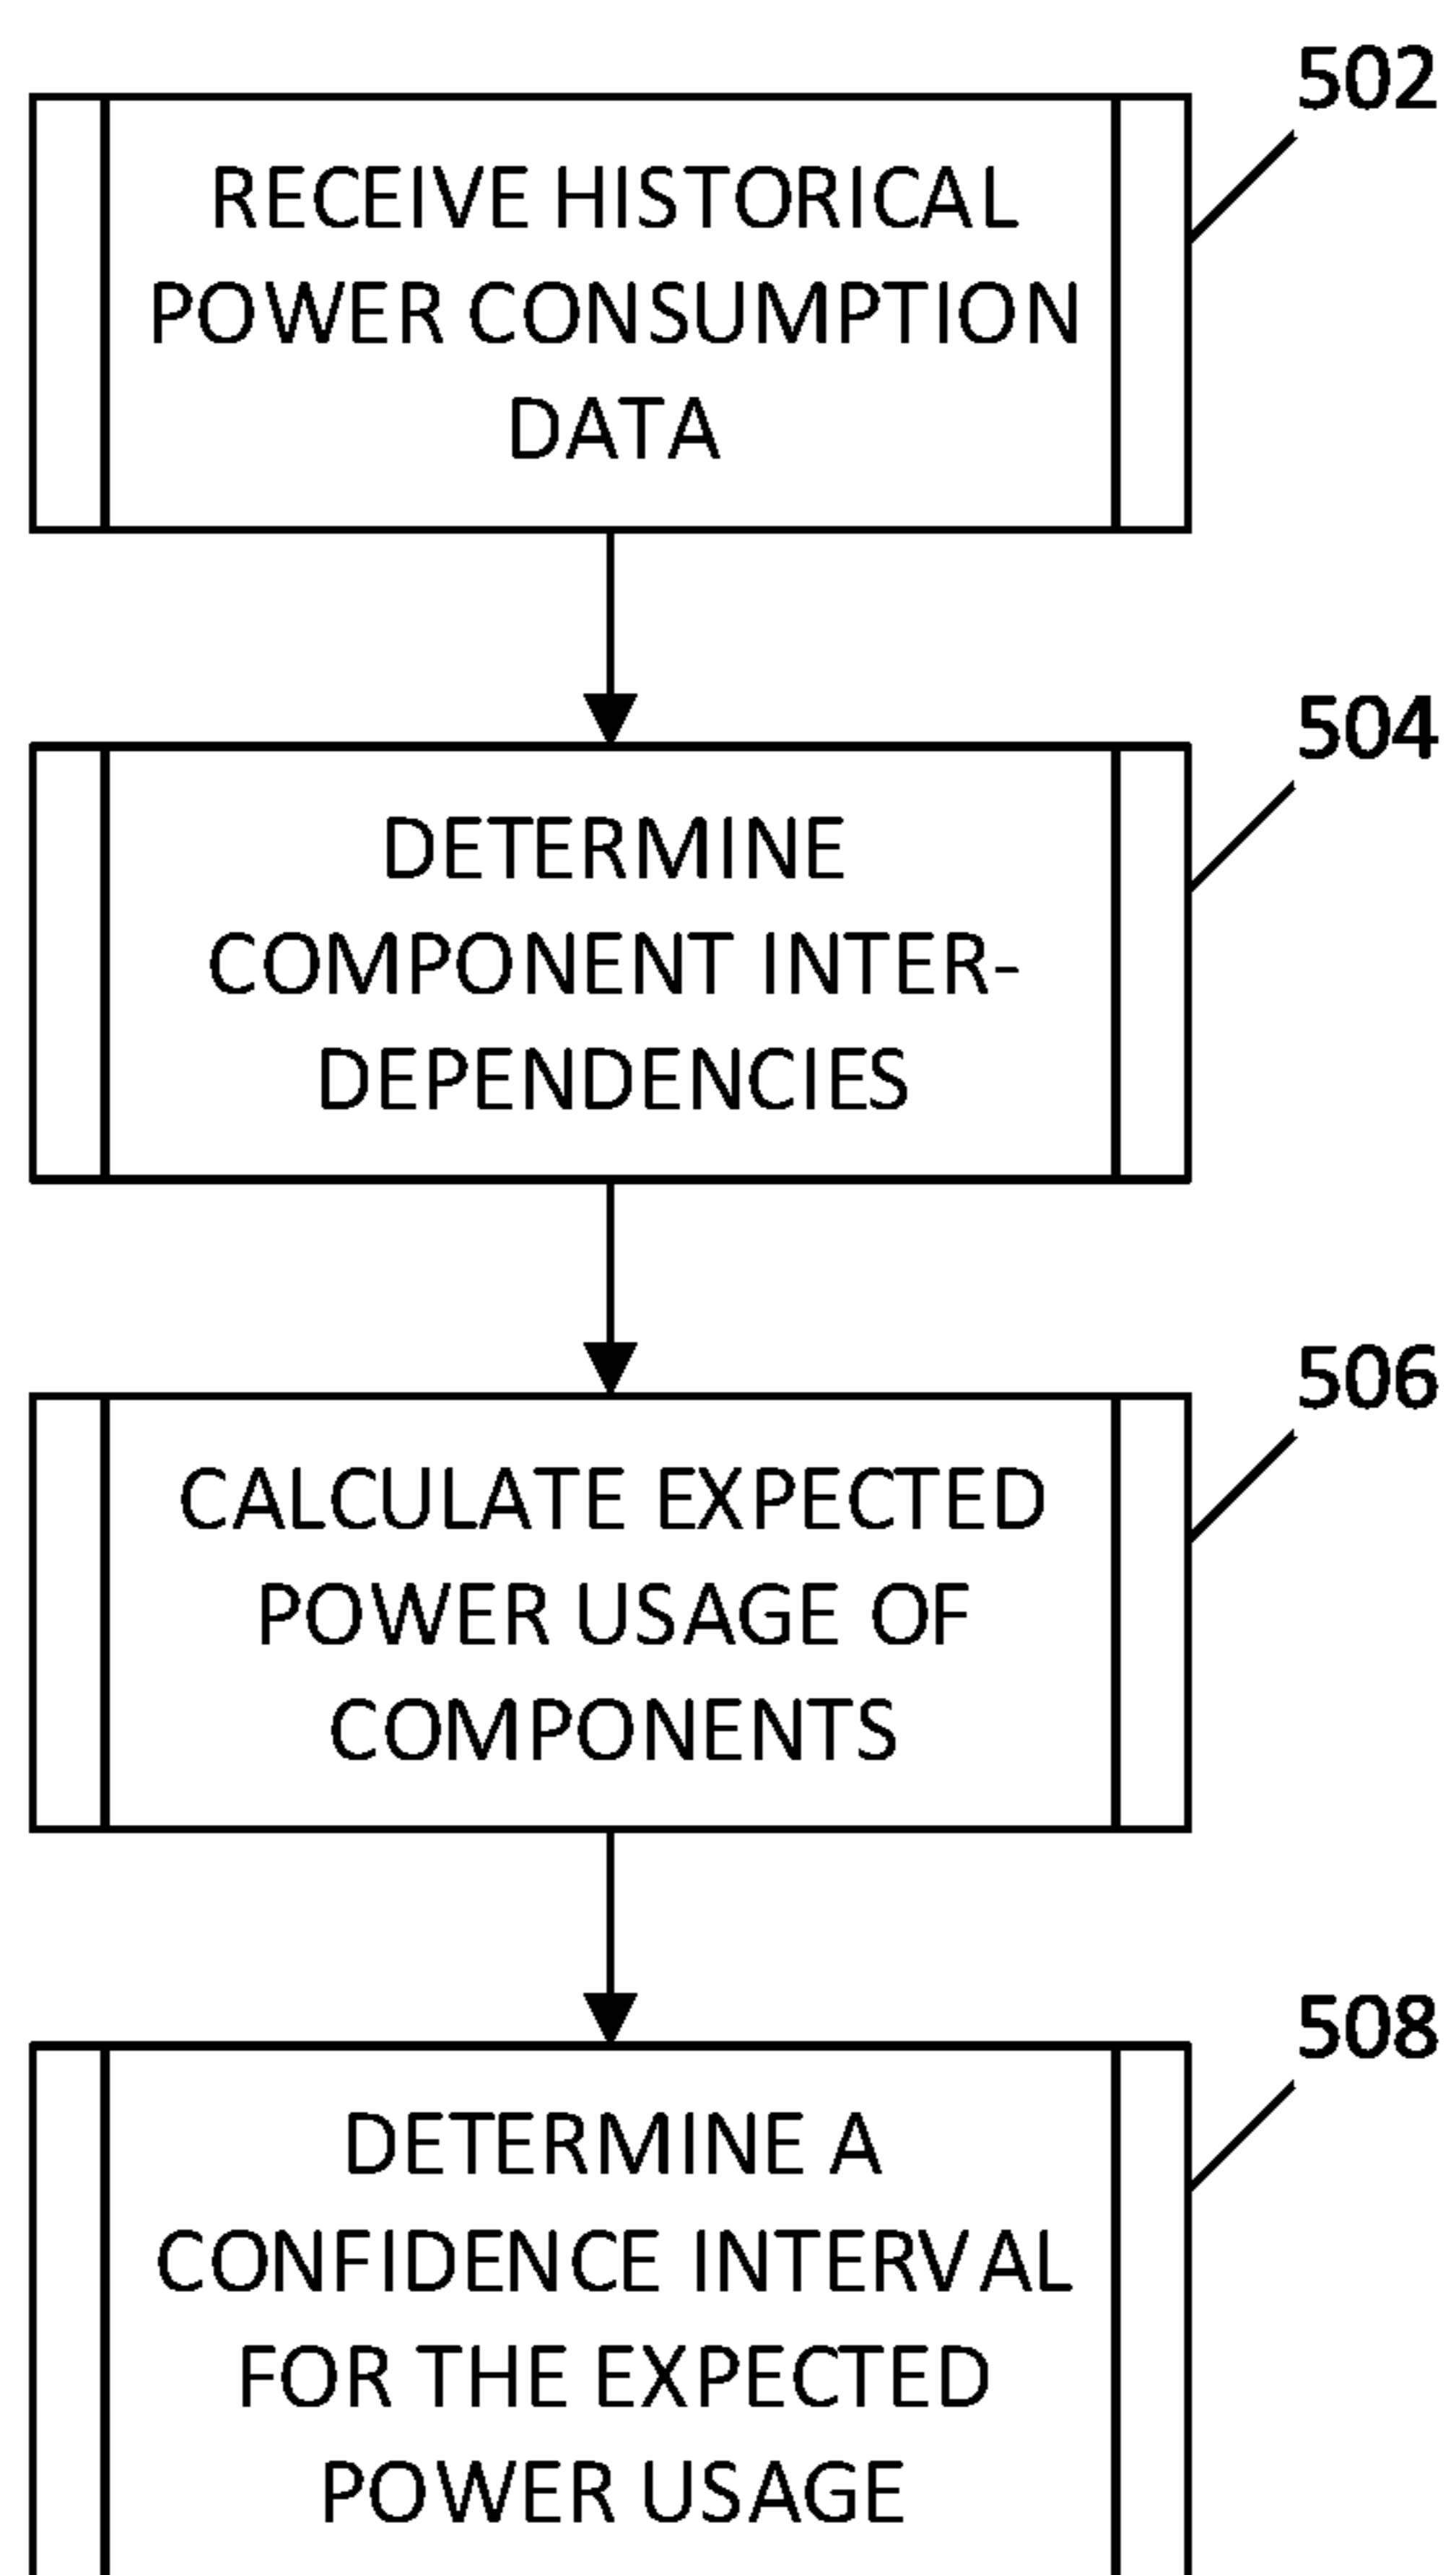 502
RECEIVE HISTORICAL
POWER CONSUMPTION
DATA
504
DETERMINE
COMPONENT INTER-
DEPENDENCIES
506
CALCULATE EXPECTED
POWER USAGE OF
COMPONENTS
508
DETERMINE A
CONFIDENCE INTERVAL
FOR THE EXPECTED
POWER USAGE